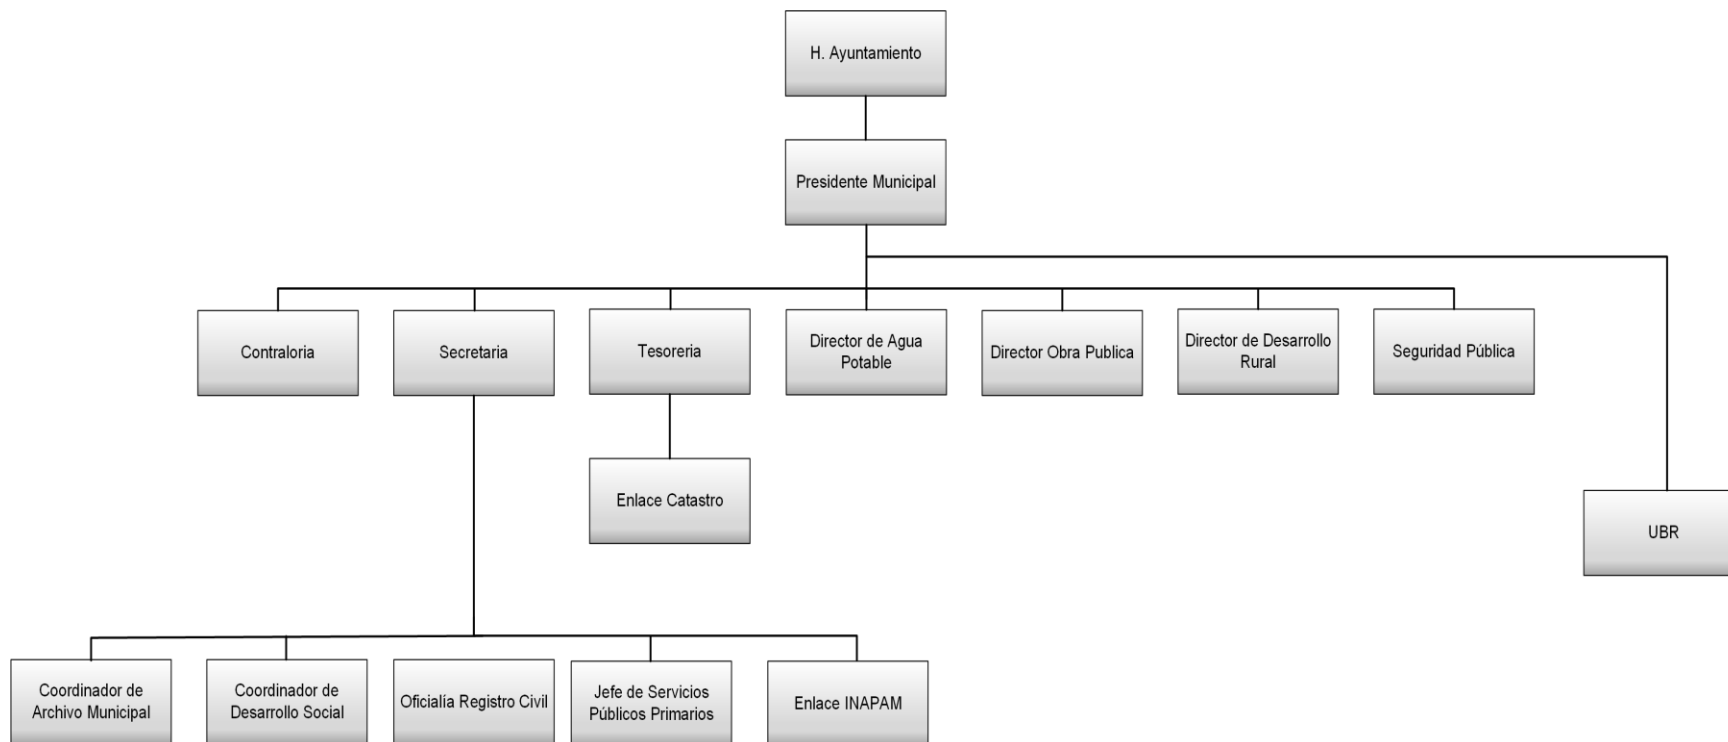 H. Ayuntamiento
Presidente Municipal
Contraloria
Secretaria
Tesoreria
Director de Agua
Potable
Director Obra Publica
Director de Desarrollo
Rural
Seguridad Pública
Enlace Catastro
UBR
Coordinador de
Archivo Municipal
Coordinador de
Desarrollo Social
Oficialía Registro Civil
Jefe de Servicios
Públicos Primarios
Enlace INAPAM